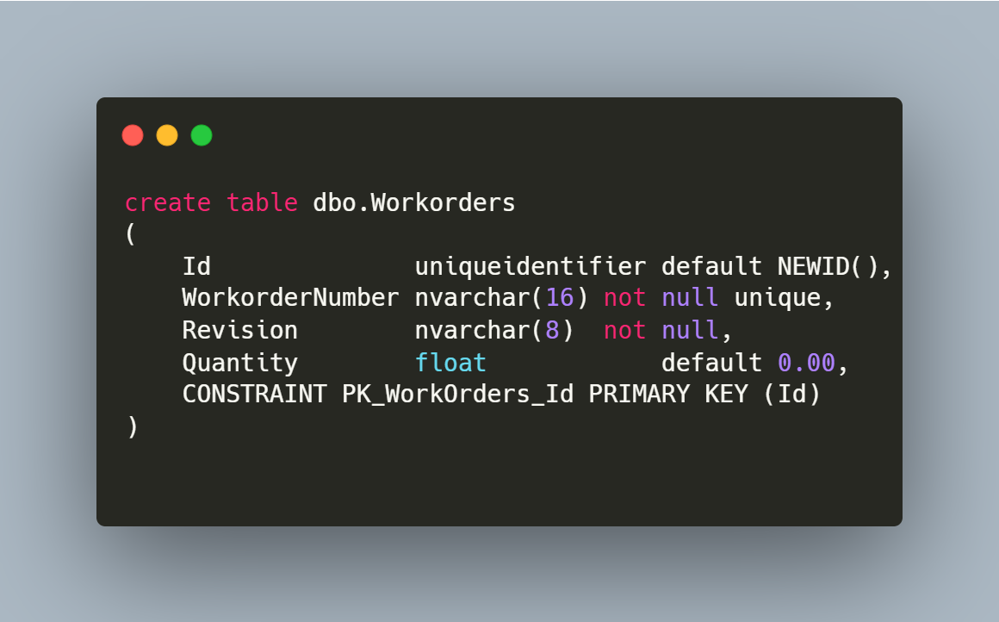 create table dbo.Workorders
(
    Id              uniqueidentifier default NEWID(),
    WorkorderNumber nvarchar(16) not null unique,
    Revision        nvarchar(8)  not null,
    Quantity        float            default 0.00,
    CONSTRAINT PK_WorkOrders_Id PRIMARY KEY (Id)
)